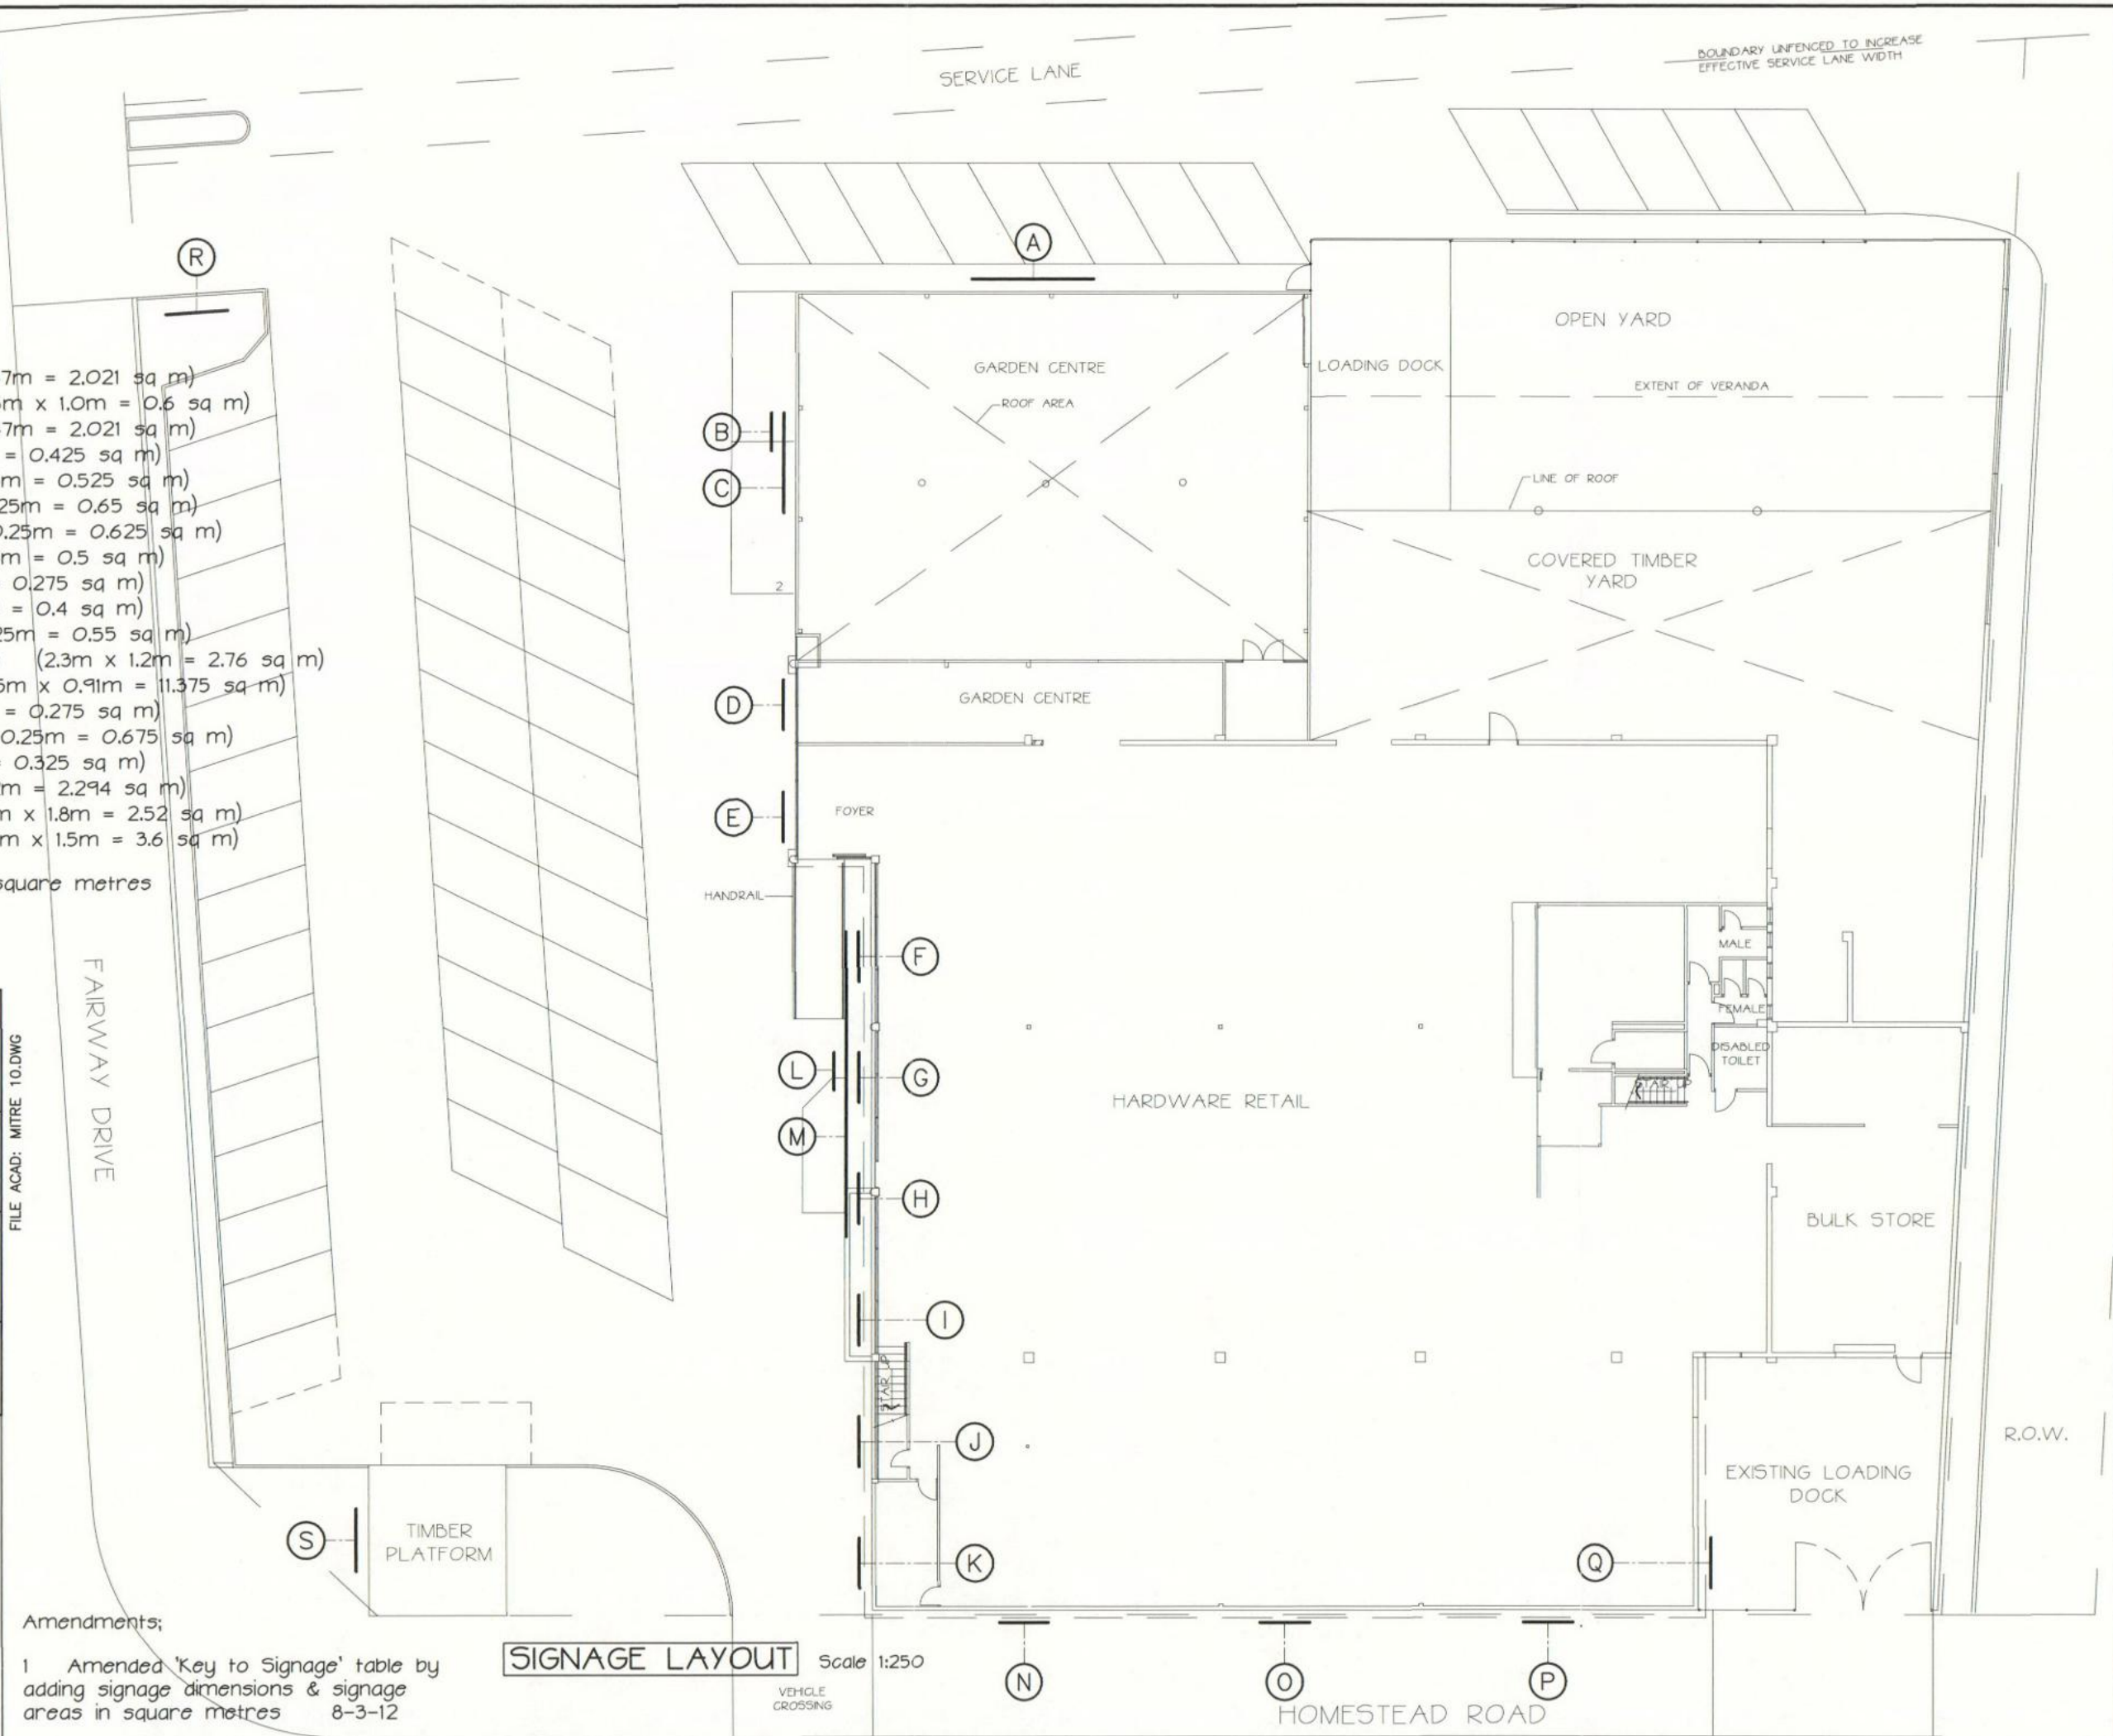 SERVICE LANE
BOUNDARY UNFENCED TO INCREASE
EFFECTIVE SERVICE LANE WIDTH
R
A
7m = 2.021 sq m)
m x 1.0m = 0.6 sq m)
7m = 2.021 sq m)
= 0.425 sq m)
m = 0.525 sq m)
25m = 0.65 sq m)
0.25m = 0.625 sq m)
m = 0.5 sq m)
0.275 sq m)
= 0.4 sq m)
25m = 0.55 sq m)
(2.3m x 1.2m = 2.76 sq m)
5m x 0.91m = 11.375 sq m)
= 0.275 sq m)
0.25m = 0.675 sq m)
0.325 sq m)
m = 2.294 sq m)
m x 1.8m = 2.52 sq m)
m x 1.5m = 3.6 sq m)
square metres
OPEN YARD
GARDEN CENTRE
LOADING DOCK
EXTENT OF VERANDA
ROOF AREA
B
C
LINE OF ROOF
COVERED TIMBER
YARD
2
D
GARDEN CENTRE
E
FOYER
HANDRAIL
F
MALE
FEMALE
DISABLED
TOILET
STAIR UP
L
G
HARDWARE RETAIL
M
H
BULK STORE
I
STAIR UP
J
R.O.W.
EXISTING LOADING
DOCK
S
TIMBER
PLATFORM
K
Q
FAIRWAY DRIVE
FILE ACAD: MITRE 10.DWG
Amendments;
1 Amended 'Key to Signage' table by
adding signage dimensions & signage
areas in square metres 8-3-12
SIGNAGE LAYOUT Scale 1:250
VEHICLE
CROSSING
N
O
P
HOMESTEAD ROAD